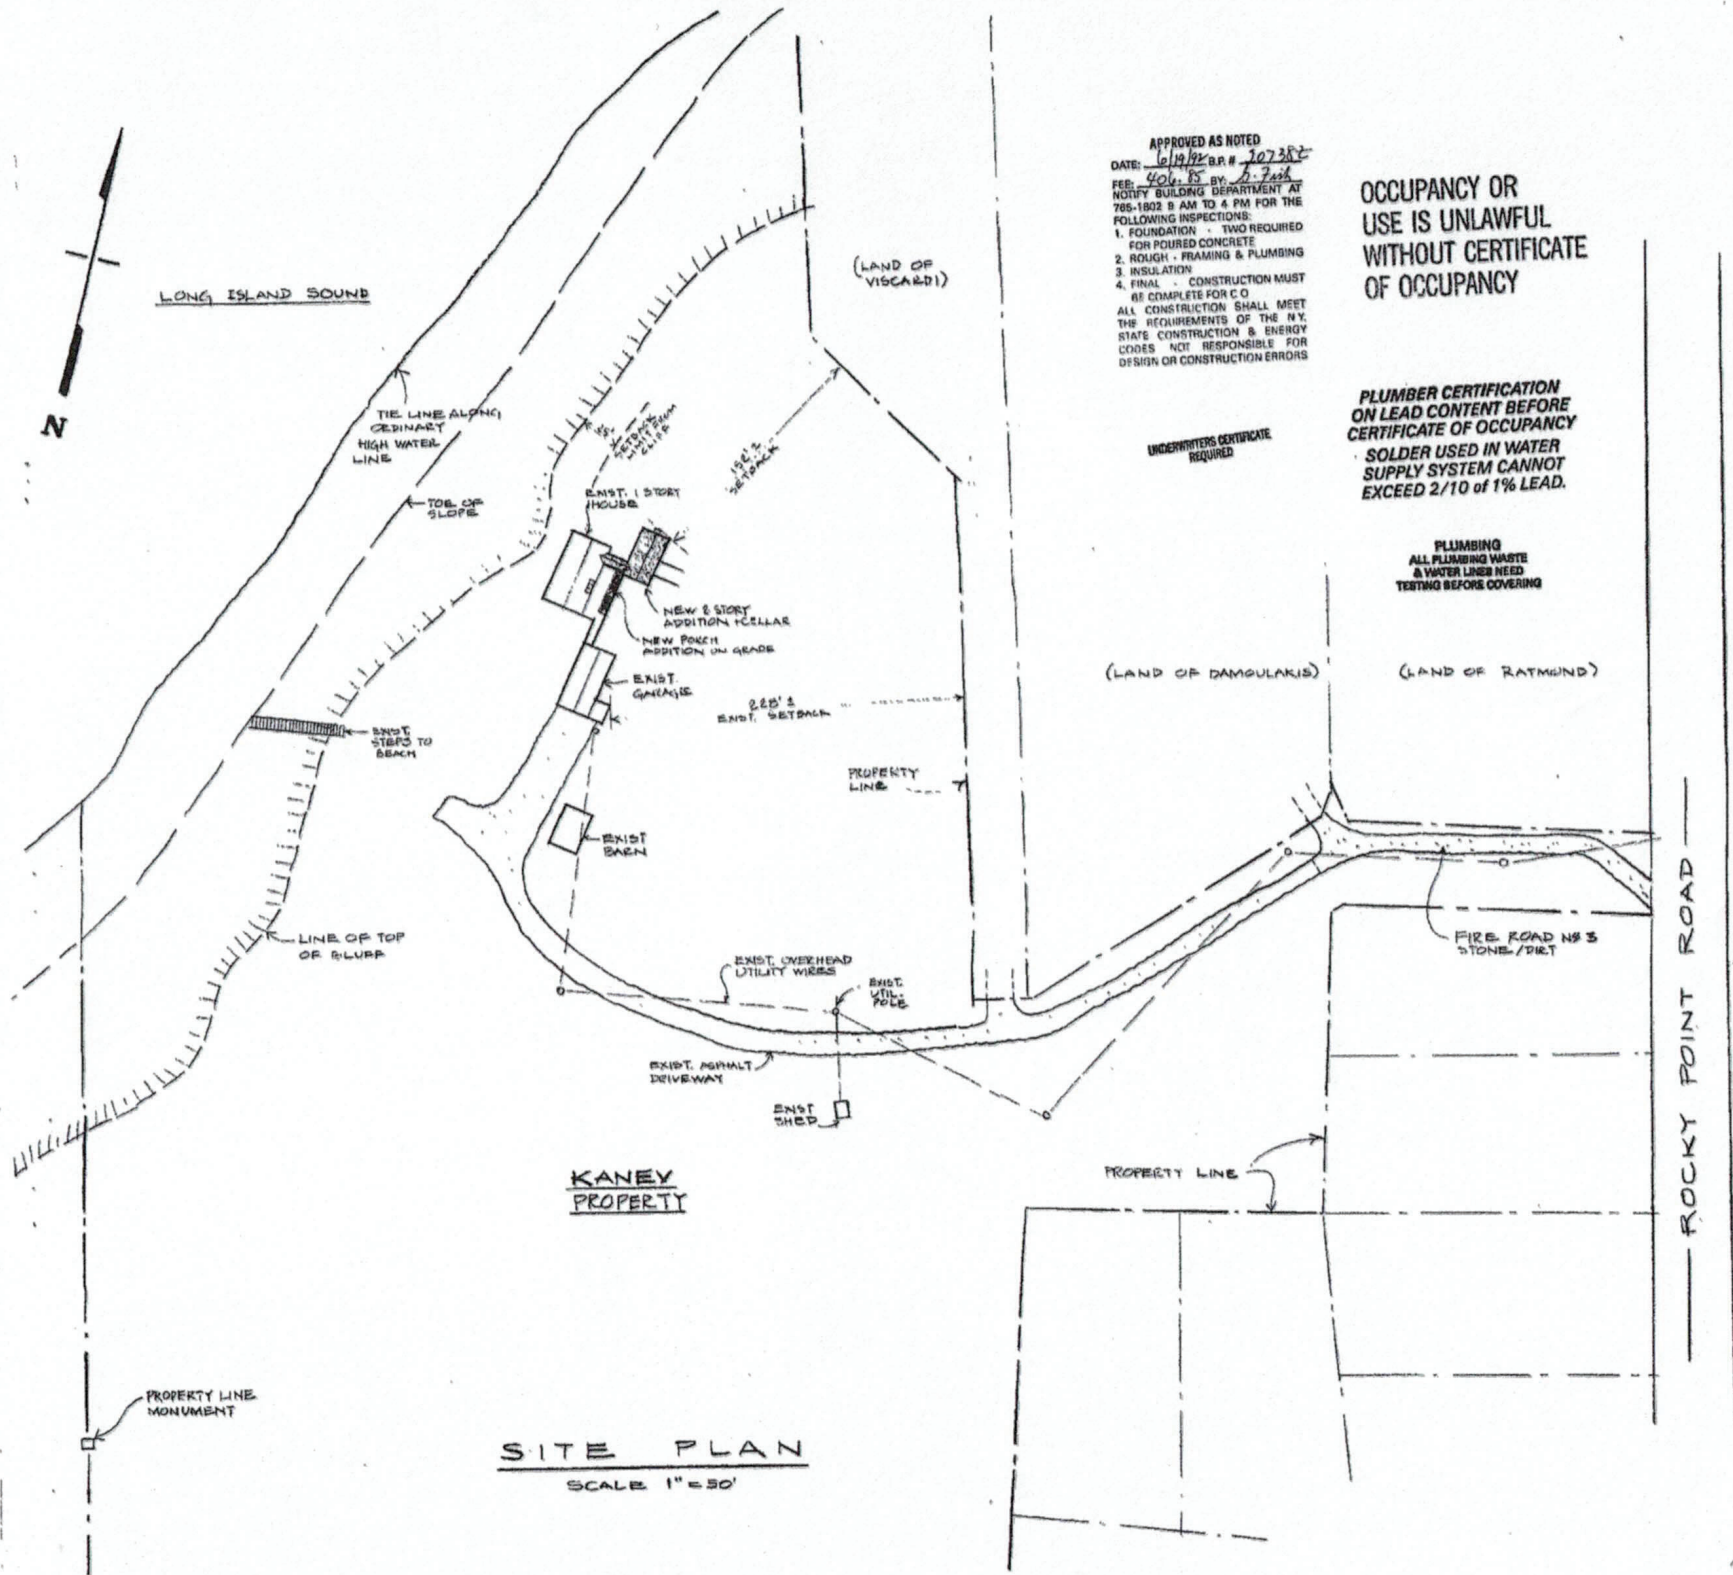 APPROVED AS NOTED
DATE: 6/19/92 B.P. # 20738Z
FEE: 406.85 BY: D. Fish
NOTIFY BUILDING DEPARTMENT AT
765-1802 9 AM TO 4 PM FOR THE
FOLLOWING INSPECTIONS:
1. FOUNDATION - TWO REQUIRED
FOR POURED CONCRETE
2. ROUGH - FRAMING & PLUMBING
3. INSULATION
4. FINAL - CONSTRUCTION MUST
BE COMPLETE FOR C O
ALL CONSTRUCTION SHALL MEET
THE REQUIREMENTS OF THE N.Y.
STATE CONSTRUCTION & ENERGY
CODES NOT RESPONSIBLE FOR
DESIGN OR CONSTRUCTION ERRORS
OCCUPANCY OR
USE IS UNLAWFUL
WITHOUT CERTIFICATE
OF OCCUPANCY
UNDERWRITERS CERTIFICATE
REQUIRED
PLUMBER CERTIFICATION
ON LEAD CONTENT BEFORE
CERTIFICATE OF OCCUPANCY
SOLDER USED IN WATER
SUPPLY SYSTEM CANNOT
EXCEED 2/10 of 1% LEAD.
PLUMBING
ALL PLUMBING WASTE
& WATER LINES NEED
TESTING BEFORE COVERING
LONG ISLAND SOUND
N
(LAND OF
VISCARDI)
TIE LINE ALONG
ORDINARY
HIGH WATER
LINE
TOE OF
SLOPE
SETBACK
LIMIT FROM
CLIFF
SETBACK
EXIST. 1 STORY
HOUSE
NEW 2 STORY
ADDITION + CELLAR
NEW PORCH
ADDITION ON GRADE
EXIST.
GARAGE
228' ±
EXIST. SETBACK
EXIST.
STEPS TO
BEACH
PROPERTY
LINE
EXIST
BARN
(LAND OF DAMOULAKIS)
(LAND OF RATMUND)
LINE OF TOP
OF BLUFF
EXIST. OVERHEAD
UTILITY WIRES
EXIST.
UTIL.
POLE
FIRE ROAD Nº 3
STONE/DIRT
EXIST. ASPHALT
DRIVEWAY
EXIST
SHED
KANEV
PROPERTY
PROPERTY LINE
ROCKY POINT ROAD
PROPERTY LINE
MONUMENT
SITE PLAN
SCALE 1" = 50'